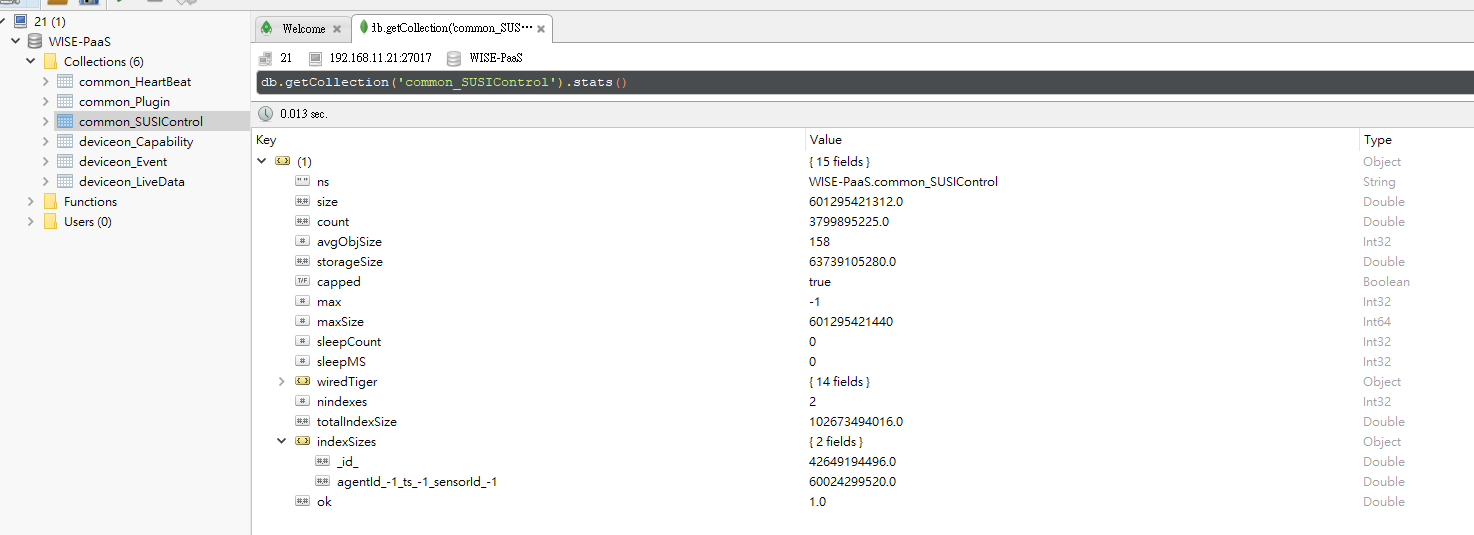 21 (1)
WISE-PaaS
Collections (6)
common_HeartBeat
common_Plugin
common_SUSIControl
deviceon_Capability
deviceon_Event
deviceon_LiveData
Functions
Users (0)
Welcome
db.getCollection('common_SUS⋯
21 192.168.11.21:27017 WISE-PaaS
db.getCollection('common_SUSIControl').stats()
0.013 sec.
Key Value Type
(1) { 15 fields } Object
ns WISE-PaaS.common_SUSIControl String
size 601295421312.0 Double
count 3799895225.0 Double
avgObjSize 158 Int32
storageSize 63739105280.0 Double
capped true Boolean
max -1 Int32
maxSize 601295421440 Int64
sleepCount 0 Int32
sleepMS 0 Int32
wiredTiger { 14 fields } Object
nindexes 2 Int32
totalIndexSize 102673494016.0 Double
indexSizes { 2 fields } Object
_id_ 42649194496.0 Double
agentId_-1_ts_-1_sensorId_-1 60024299520.0 Double
ok 1.0 Double